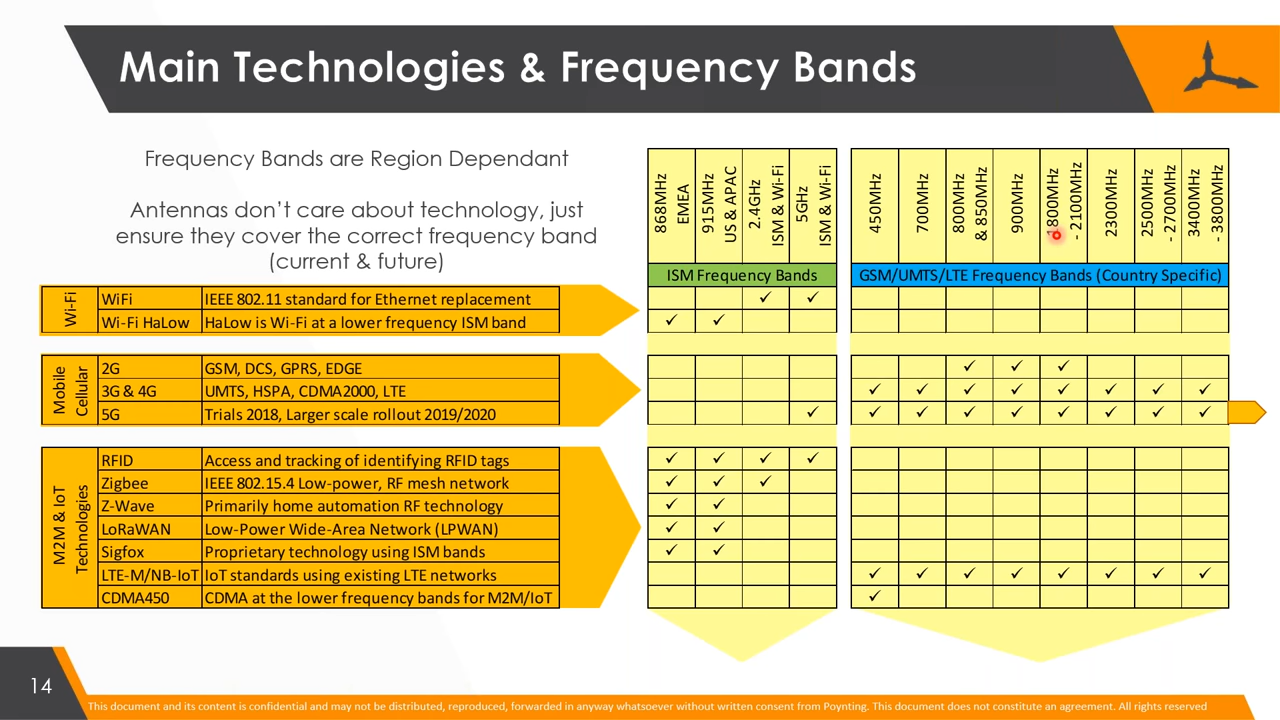 Main Technologies & Frequency Bands
Frequency Bands are Region Dependant
Antennas don't care about technology, just
ensure they cover the correct frequency band
(current & future)
868MHz
EMEA
915MHz
US & APAC
2.4GHz
ISM & Wi-Fi
5GHz
ISM & Wi-Fi
450MHz
700MHz
800MHz
& 850MHz
900MHz
1800MHz
- 2100MHz
2300MHz
2500MHz
- 2700MHz
3400MHz
- 3800MHz
ISM Frequency Bands
GSM/UMTS/LTE Frequency Bands (Country Specific)
Wi-Fi
WiFi IEEE 802.11 standard for Ethernet replacement ✓ ✓
Wi-Fi HaLow HaLow is Wi-Fi at a lower frequency ISM band ✓ ✓
Mobile
Cellular
2G GSM, DCS, GPRS, EDGE ✓ ✓ ✓
3G & 4G UMTS, HSPA, CDMA2000, LTE ✓ ✓ ✓ ✓ ✓ ✓ ✓ ✓
5G Trials 2018, Larger scale rollout 2019/2020 ✓ ✓ ✓ ✓ ✓ ✓ ✓ ✓ ✓
M2M & IoT
Technologies
RFID Access and tracking of identifying RFID tags ✓ ✓ ✓ ✓
Zigbee IEEE 802.15.4 Low-power, RF mesh network ✓ ✓ ✓
Z-Wave Primarily home automation RF technology ✓ ✓
LoRaWAN Low-Power Wide-Area Network (LPWAN) ✓ ✓
Sigfox Proprietary technology using ISM bands ✓ ✓
LTE-M/NB-IoT IoT standards using existing LTE networks ✓ ✓ ✓ ✓ ✓ ✓ ✓ ✓
CDMA450 CDMA at the lower frequency bands for M2M/IoT ✓
14
This document and its content is confidential and may not be distributed, reproduced, forwarded in anyway whatsoever without written consent from Poynting. This document does not constitute an agreement. All rights reserved